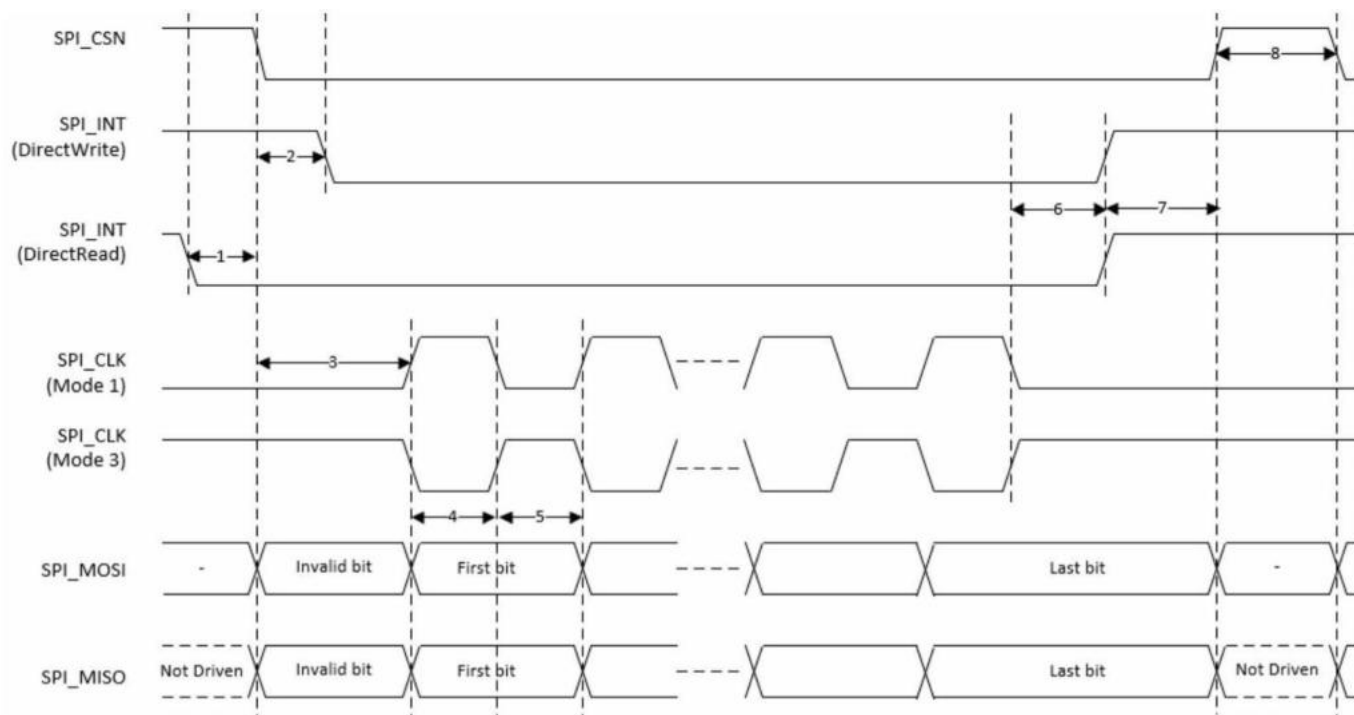 SPI_CSN
8
SPI_INT
(DirectWrite)
2
6
7
SPI_INT
(DirectRead)
1
SPI_CLK
(Mode 1)
3
SPI_CLK
(Mode 3)
4
5
SPI_MOSI
-
Invalid bit
First bit
Last bit
-
SPI_MISO
Not Driven
Invalid bit
First bit
Last bit
Not Driven